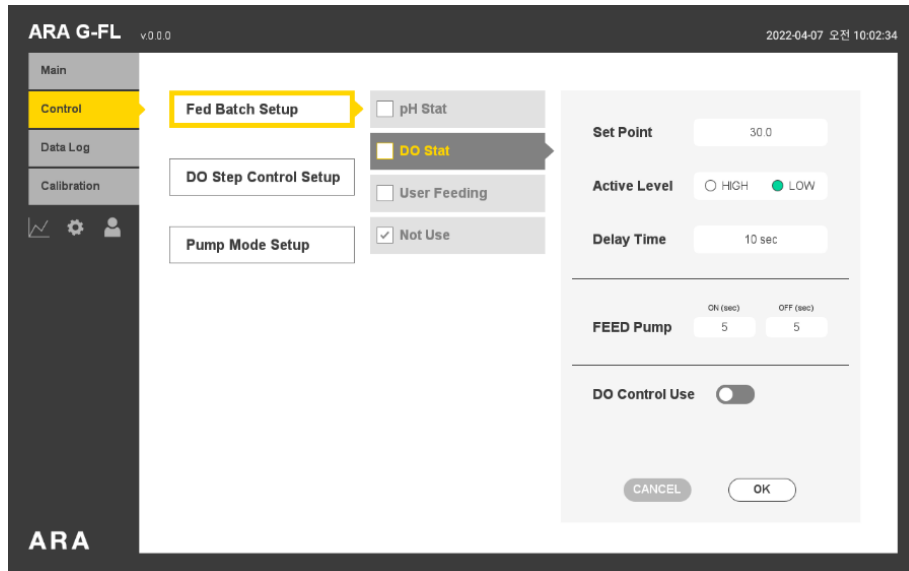 ARA G-FL v.0.0.0
2022-04-07 오전 10:02:34
Main
Control
Data Log
Calibration
Fed Batch Setup
DO Step Control Setup
Pump Mode Setup
pH Stat
DO Stat
User Feeding
Not Use
Set Point 30.0
Active Level HIGH LOW
Delay Time 10 sec
ON (sec) OFF (sec)
FEED Pump 5 5
DO Control Use
CANCEL OK
ARA